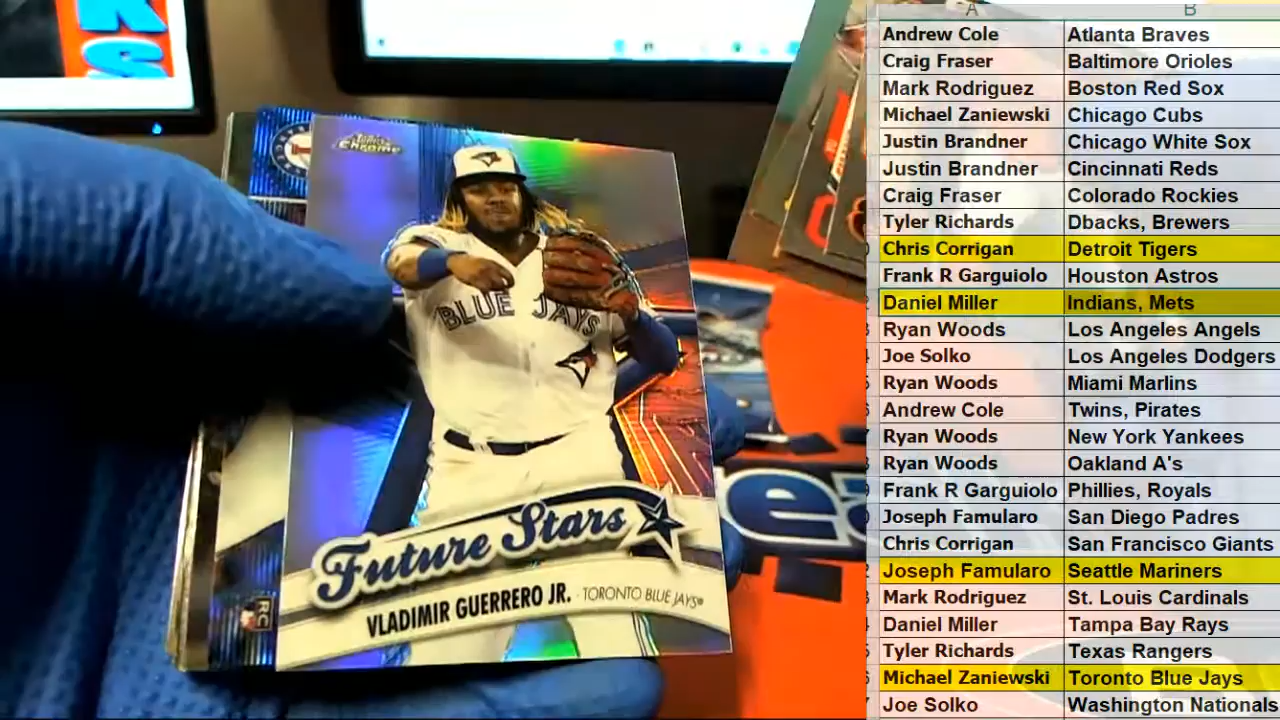 KS
Topps
Chrome
BLUE JAYS
Future Stars
VLADIMIR GUERRERO JR. · TORONTO BLUE JAYS®
RC
ea
A B
Andrew Cole Atlanta Braves
Craig Fraser Baltimore Orioles
Mark Rodriguez Boston Red Sox
Michael Zaniewski Chicago Cubs
Justin Brandner Chicago White Sox
Justin Brandner Cincinnati Reds
Craig Fraser Colorado Rockies
Tyler Richards Dbacks, Brewers
Chris Corrigan Detroit Tigers
Frank R Garguiolo Houston Astros
Daniel Miller Indians, Mets
Ryan Woods Los Angeles Angels
Joe Solko Los Angeles Dodgers
Ryan Woods Miami Marlins
Andrew Cole Twins, Pirates
Ryan Woods New York Yankees
Ryan Woods Oakland A's
Frank R Garguiolo Phillies, Royals
Joseph Famularo San Diego Padres
Chris Corrigan San Francisco Giants
Joseph Famularo Seattle Mariners
Mark Rodriguez St. Louis Cardinals
Daniel Miller Tampa Bay Rays
Tyler Richards Texas Rangers
Michael Zaniewski Toronto Blue Jays
Joe Solko Washington Nationals